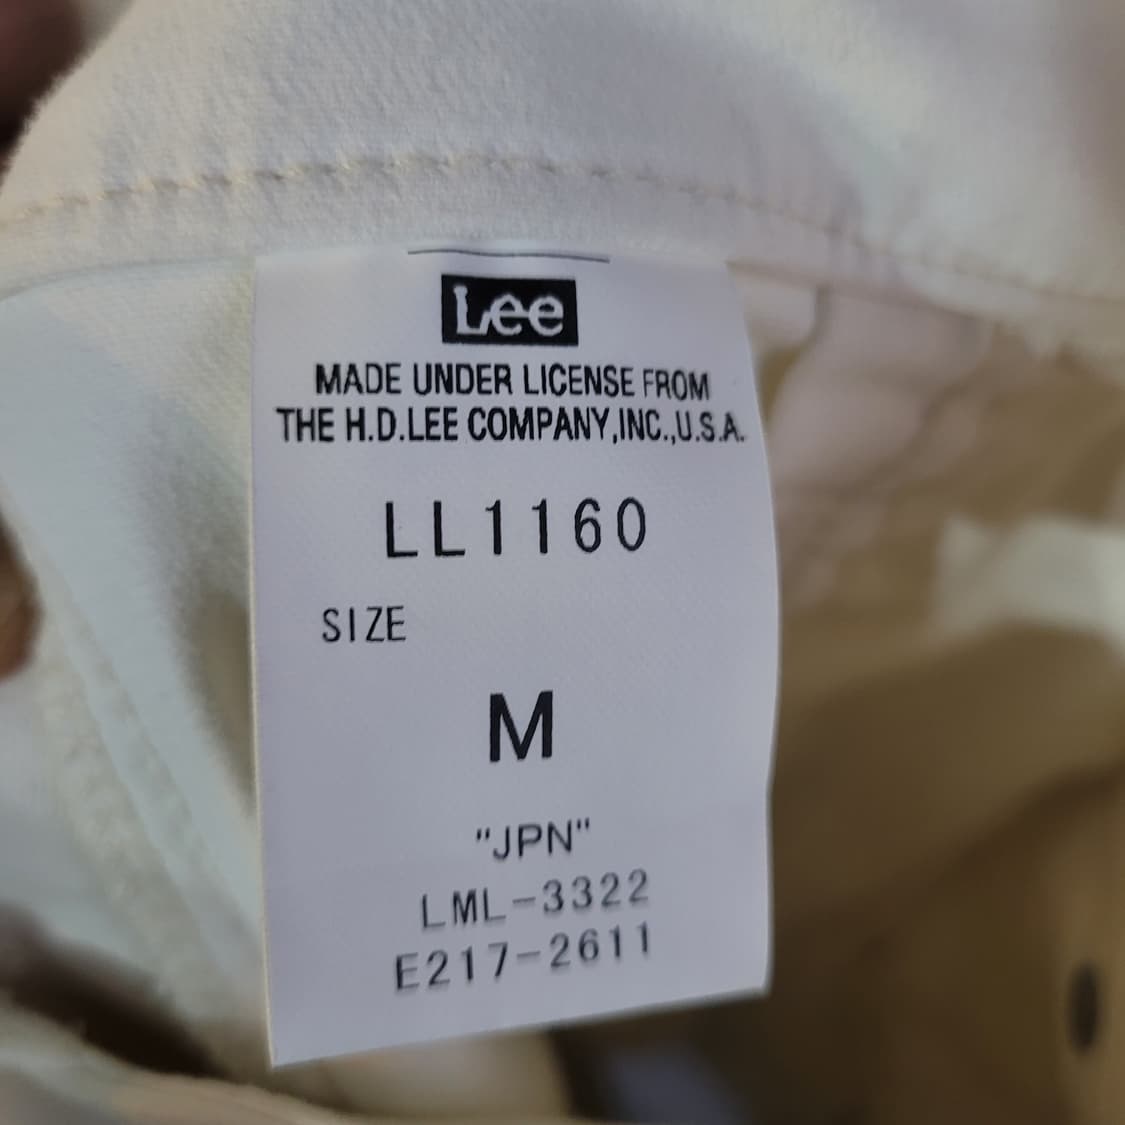 Lee
MADE UNDER LICENSE FROM
THE H.D.LEE COMPANY,INC.,U.S.A.
LL1160
SIZE
M
"JPN"
LML-3322
E217-2611